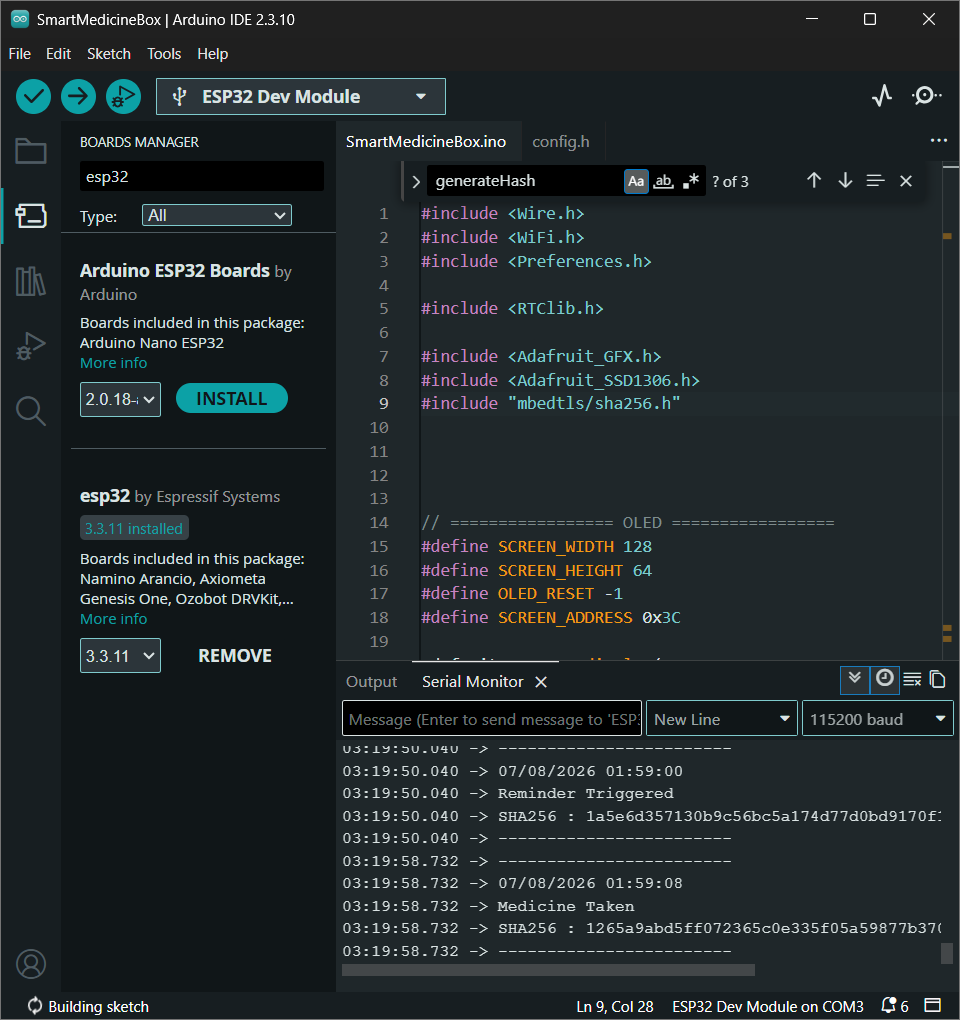 SmartMedicineBox | Arduino IDE 2.3.10
File Edit Sketch Tools Help
ESP32 Dev Module
BOARDS MANAGER
esp32
Type: All
Arduino ESP32 Boards by
Arduino
Boards included in this package:
Arduino Nano ESP32
More info
2.0.18- INSTALL
esp32 by Espressif Systems
3.3.11 installed
Boards included in this package:
Namino Arancio, Axiometa
Genesis One, Ozobot DRVKit,...
More info
3.3.11 REMOVE
SmartMedicineBox.ino config.h
generateHash Aa ab .* ? of 3
1 #include <Wire.h>
2 #include <WiFi.h>
3 #include <Preferences.h>
4
5 #include <RTClib.h>
6
7 #include <Adafruit_GFX.h>
8 #include <Adafruit_SSD1306.h>
9 #include "mbedtls/sha256.h"
10
11
12
13
14 // ================= OLED =================
15 #define SCREEN_WIDTH 128
16 #define SCREEN_HEIGHT 64
17 #define OLED_RESET -1
18 #define SCREEN_ADDRESS 0x3C
19
Output Serial Monitor
Message (Enter to send message to 'ESP New Line 115200 baud
03:19:50.040 -> ------------------------
03:19:50.040 -> 07/08/2026 01:59:00
03:19:50.040 -> Reminder Triggered
03:19:50.040 -> SHA256 : 1a5e6d357130b9c56bc5a174d77d0bd9170f1
03:19:50.040 -> ------------------------
03:19:58.732 -> ------------------------
03:19:58.732 -> 07/08/2026 01:59:08
03:19:58.732 -> Medicine Taken
03:19:58.732 -> SHA256 : 1265a9abd5ff072365c0e335f05a59877b370
03:19:58.732 -> ------------------------
Building sketch Ln 9, Col 28 ESP32 Dev Module on COM3 6